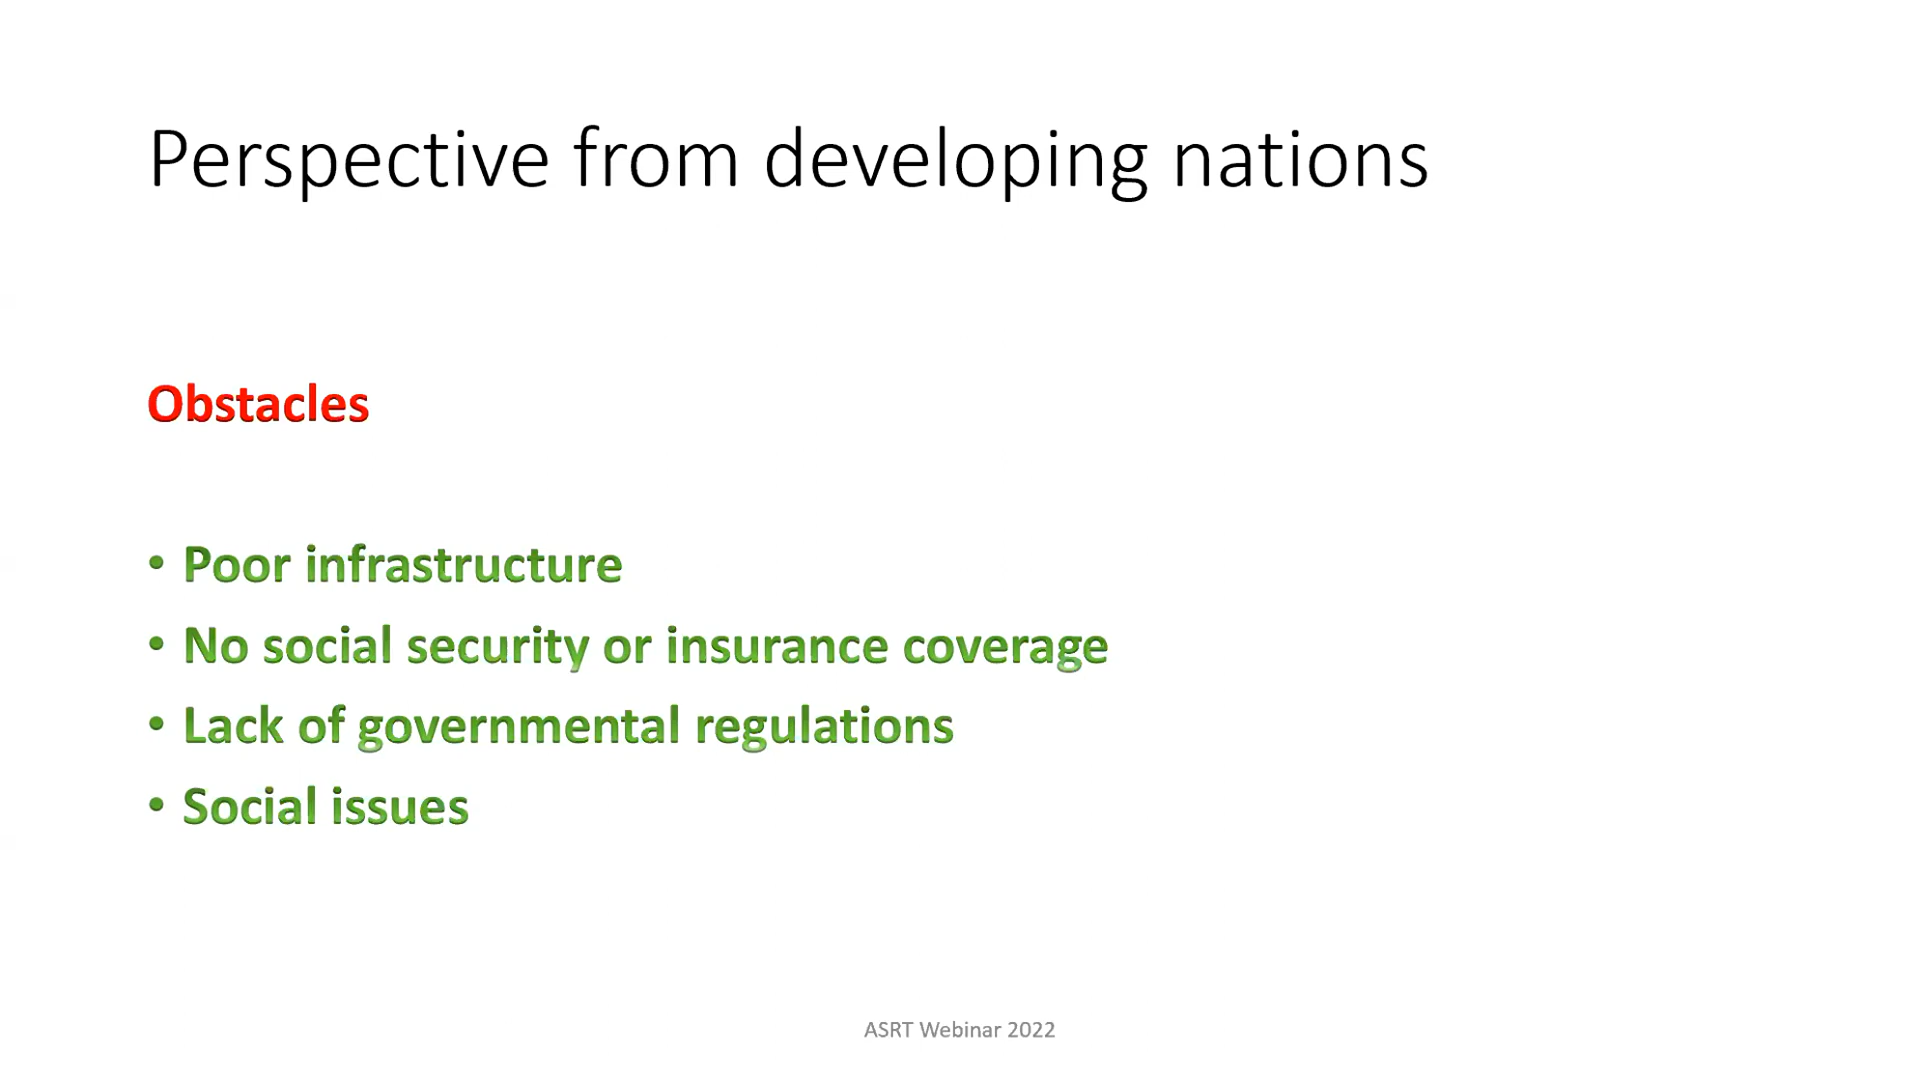 Perspective from developing nations
Obstacles
• Poor infrastructure
• No social security or insurance coverage
• Lack of governmental regulations
• Social issues
ASRT Webinar 2022